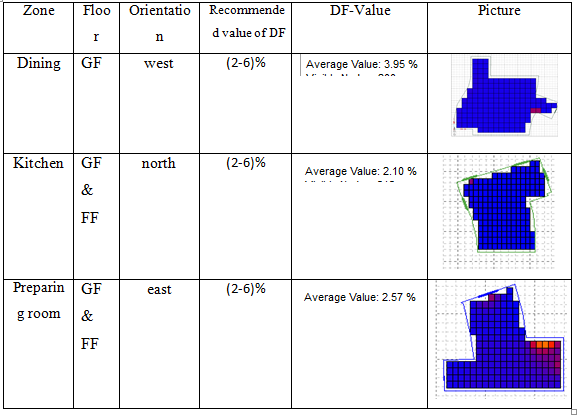 Zone Floo Orientatio Recommende DF-Value Picture
r n d value of DF
Dining GF west (2-6)% Average Value: 3.95 %
Kitchen GF north (2-6)% Average Value: 2.10 %
&
FF
Preparin GF east (2-6)% Average Value: 2.57 %
g room &
FF